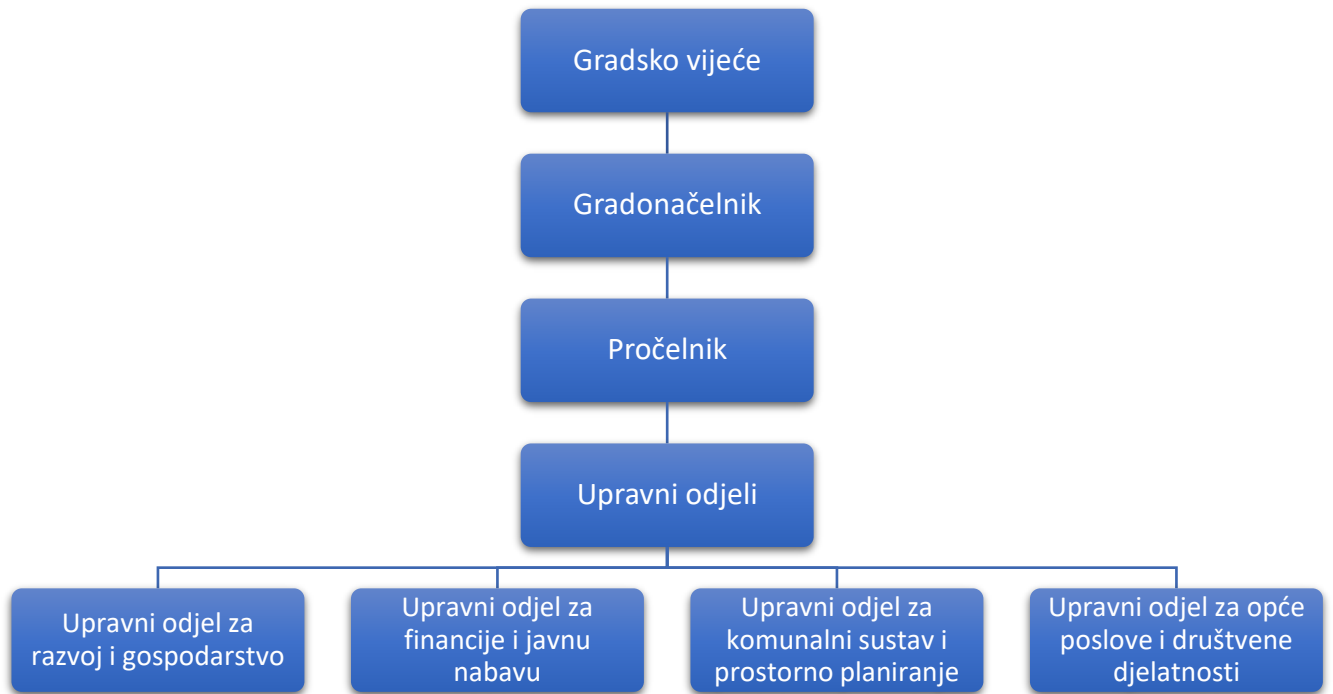 Gradsko vijeće
Gradonačelnik
Pročelnik
Upravni odjeli
Upravni odjel za
razvoj i gospodarstvo
Upravni odjel za
financije i javnu
nabavu
Upravni odjel za
komunalni sustav i
prostorno planiranje
Upravni odjel za opće
poslove i društvene
djelatnosti